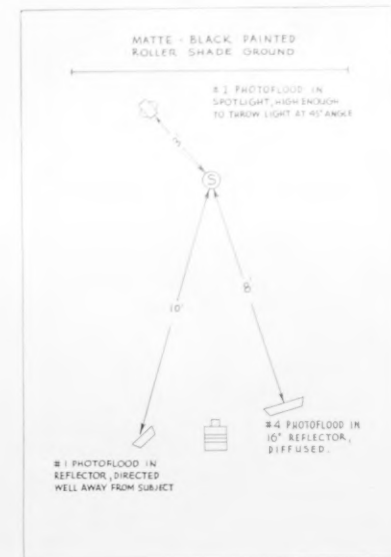 MATTE - BLACK PAINTED
ROLLER SHADE GROUND
# 2 PHOTOFLOOD IN
SPOTLIGHT, HIGH ENOUGH
TO THROW LIGHT AT 45° ANGLE
3'
S
10'
8'
#4 PHOTOFLOOD IN
16" REFLECTOR,
DIFFUSED.
#1 PHOTOFLOOD IN
REFLECTOR, DIRECTED
WELL AWAY FROM SUBJECT